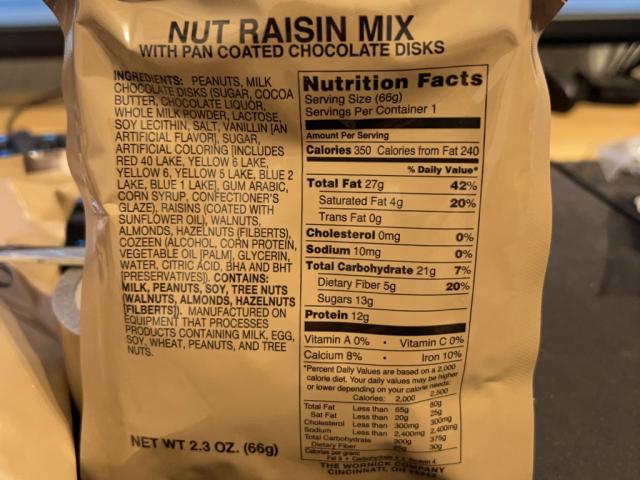 NUT RAISIN MIX
WITH PAN COATED CHOCOLATE DISKS
INGREDIENTS: PEANUTS, MILK
CHOCOLATE DISKS (SUGAR, COCOA
BUTTER, CHOCOLATE LIQUOR,
WHOLE MILK POWDER, LACTOSE,
SOY LECITHIN, SALT, VANILLIN [AN
ARTIFICIAL FLAVOR], SUGAR,
ARTIFICIAL COLORING [INCLUDES
RED 40 LAKE, YELLOW 6 LAKE,
YELLOW 6, YELLOW 5 LAKE, BLUE 2
LAKE, BLUE 1 LAKE], GUM ARABIC,
CORN SYRUP, CONFECTIONER'S
GLAZE), RAISINS (COATED WITH
SUNFLOWER OIL), WALNUTS,
ALMONDS, HAZELNUTS (FILBERTS),
COZEEN (ALCOHOL, CORN PROTEIN,
VEGETABLE OIL [PALM], GLYCERIN,
WATER, CITRIC ACID, BHA AND BHT
[PRESERVATIVES]). CONTAINS:
MILK, PEANUTS, SOY, TREE NUTS
(WALNUTS, ALMONDS, HAZELNUTS
[FILBERTS]). MANUFACTURED ON
EQUIPMENT THAT PROCESSES
PRODUCTS CONTAINING MILK, EGG,
SOY, WHEAT, PEANUTS, AND TREE
NUTS.
NET WT 2.3 OZ. (66g)
Nutrition Facts
Serving Size (66g)
Servings Per Container 1
Amount Per Serving
Calories 350 Calories from Fat 240
% Daily Value*
Total Fat 27g 42%
Saturated Fat 4g 20%
Trans Fat 0g
Cholesterol 0mg 0%
Sodium 10mg 0%
Total Carbohydrate 21g 7%
Dietary Fiber 5g 20%
Sugars 13g
Protein 12g
Vitamin A 0% • Vitamin C 0%
Calcium 8% • Iron 10%
*Percent Daily Values are based on a 2,000
calorie diet. Your daily values may be higher
or lower depending on your calorie needs:
Calories: 2,000 2,500
Total Fat Less than 65g 80g
Sat Fat Less than 20g 25g
Cholesterol Less than 300mg 300mg
Sodium Less than 2,400mg 2,400mg
Total Carbohydrate 300g 375g
Dietary Fiber 30g
Calories per gram:
Fat 9 • Carbohydrate 4 • Protein 4
THE WORNICK COMPANY
CINCINNATI, OH